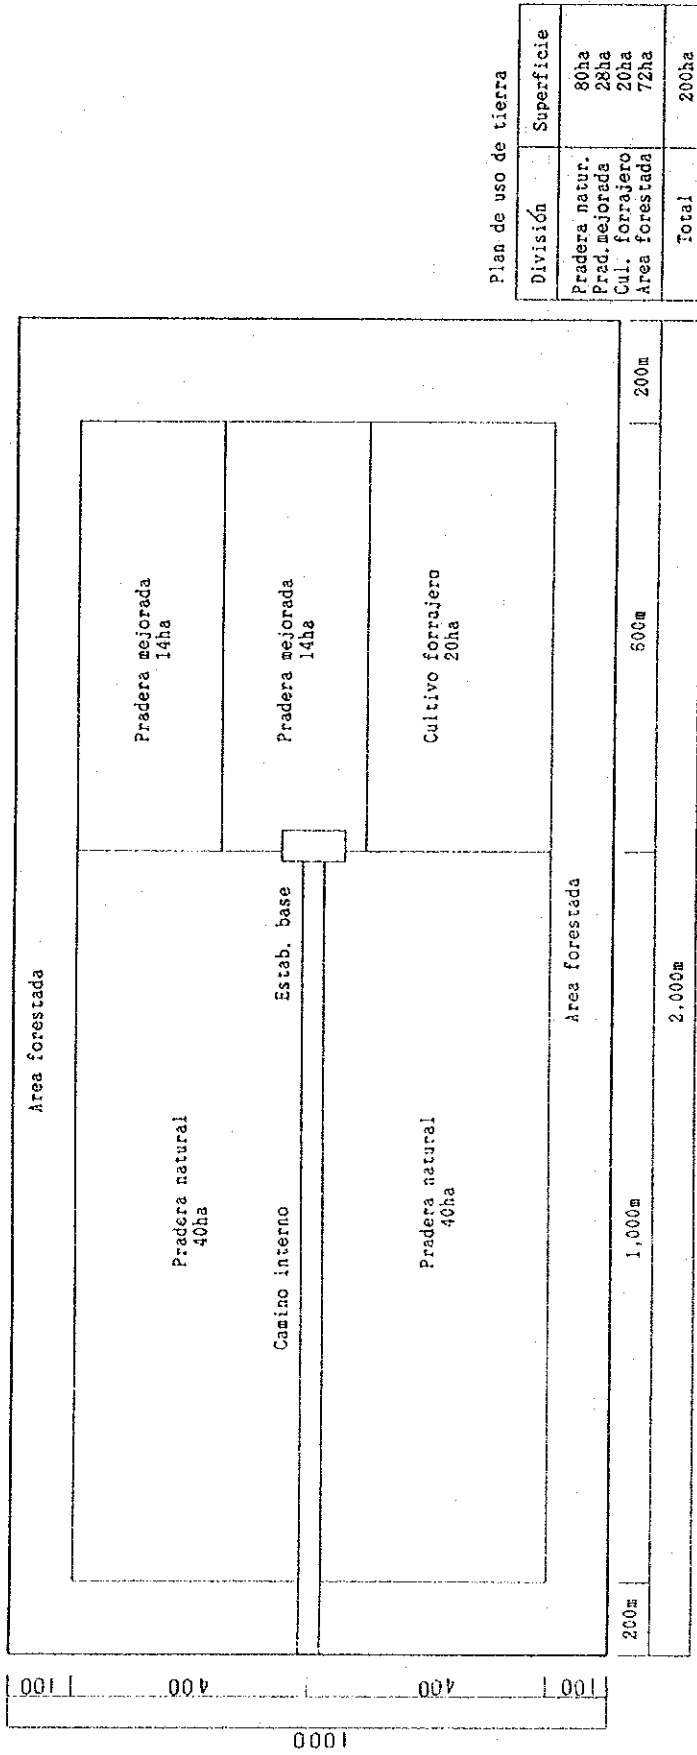 Area forestada
Pradera natural
40ha
Pradera mejorada
14ha
Camino interno
Estab. base
Pradera mejorada
14ha
Pradera natural
40ha
Cultivo forrajero
20ha
Area forestada
100
400
400
100
1000
200m
1,000m
600m
200m
2,000m
Plan de uso de tierra
División Superficie
Pradera natur. 80ha
Prad. mejorada 28ha
Cul. forrajero 20ha
Area forestada 72ha
Total 200ha